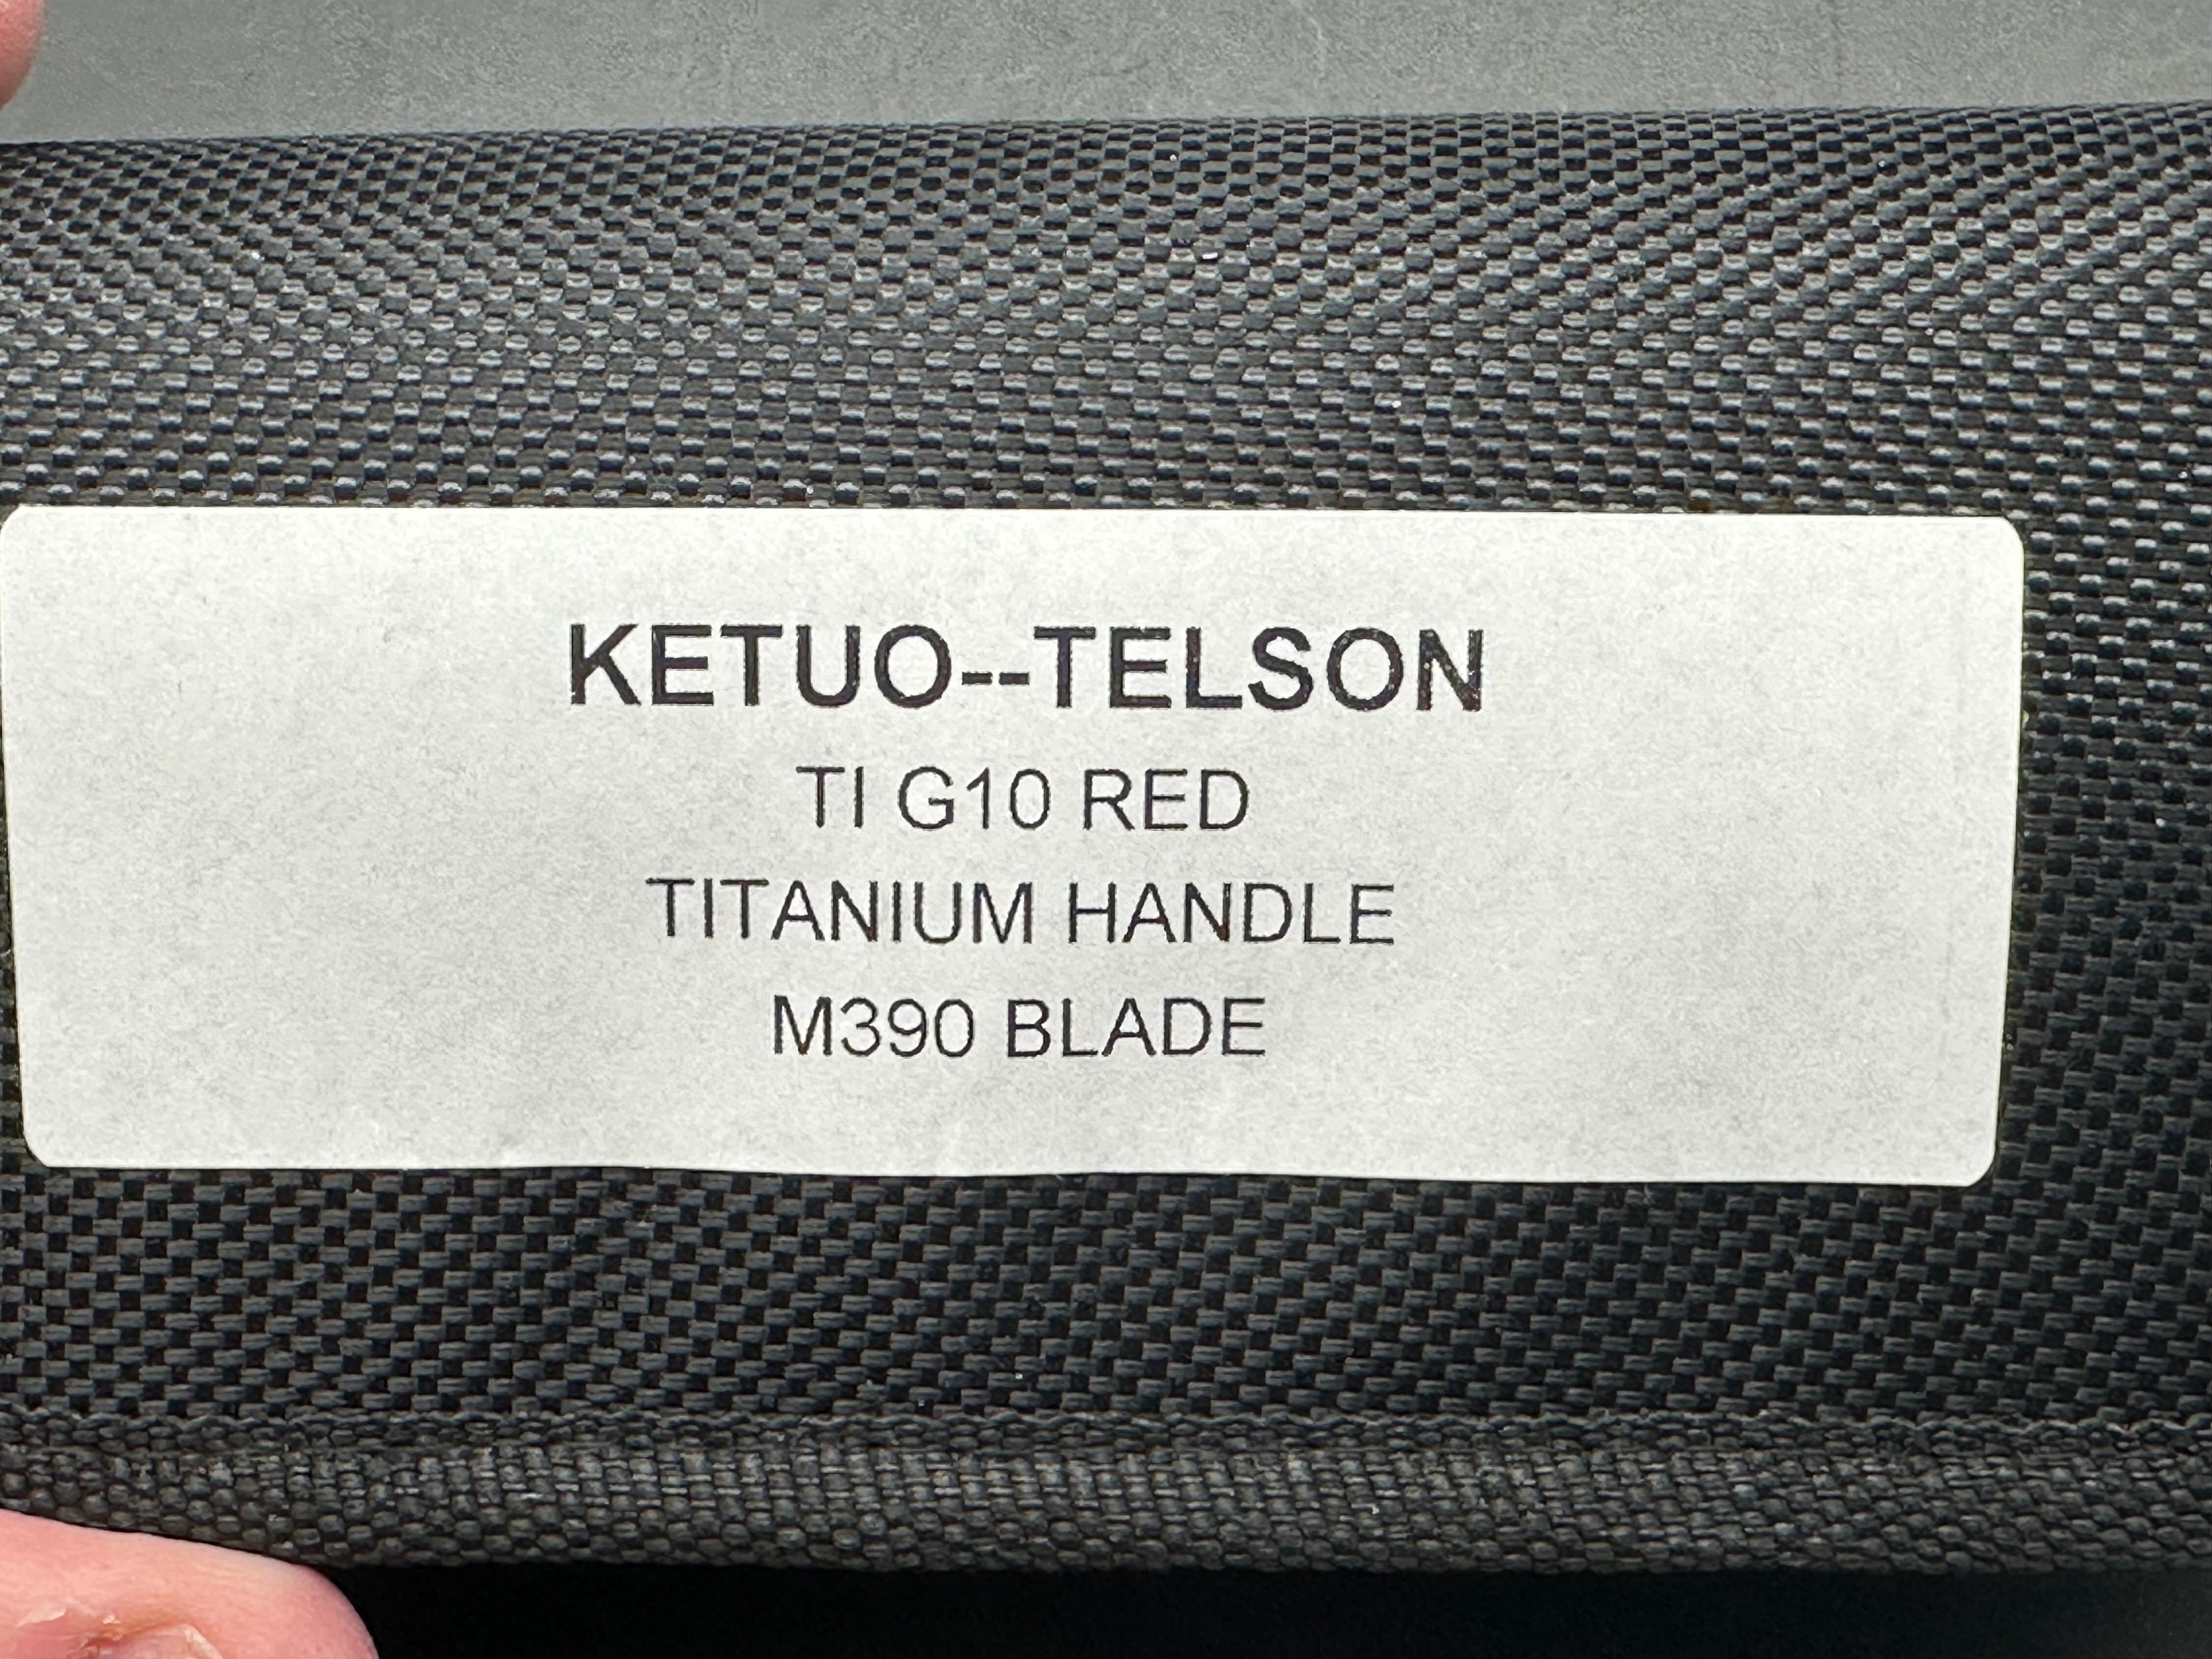 KETUO--TELSON
TI G10 RED
TITANIUM HANDLE
M390 BLADE